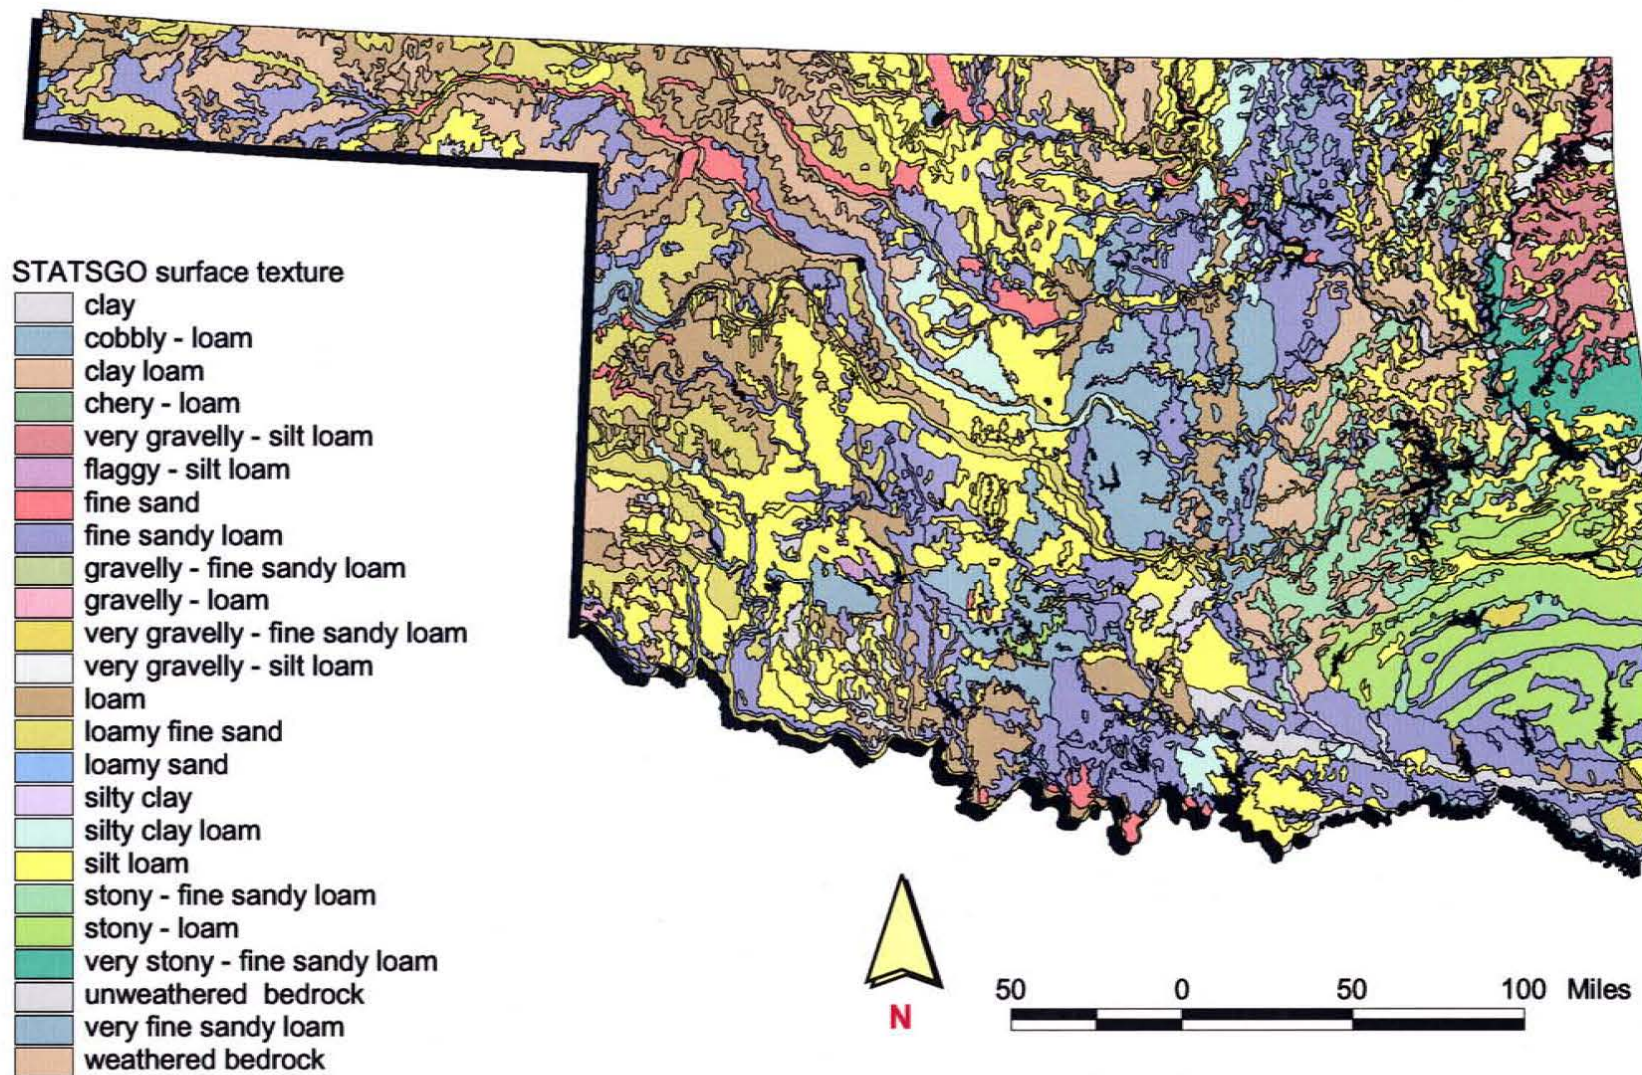 STATSGO surface texture
clay
cobbly - loam
clay loam
chery - loam
very gravelly - silt loam
flaggy - silt loam
fine sand
fine sandy loam
gravelly - fine sandy loam
gravelly - loam
very gravelly - fine sandy loam
very gravelly - silt loam
loam
loamy fine sand
loamy sand
silty clay
silty clay loam
silt loam
stony - fine sandy loam
stony - loam
very stony - fine sandy loam
unweathered bedrock
very fine sandy loam
weathered bedrock
N
50 0 50 100 Miles